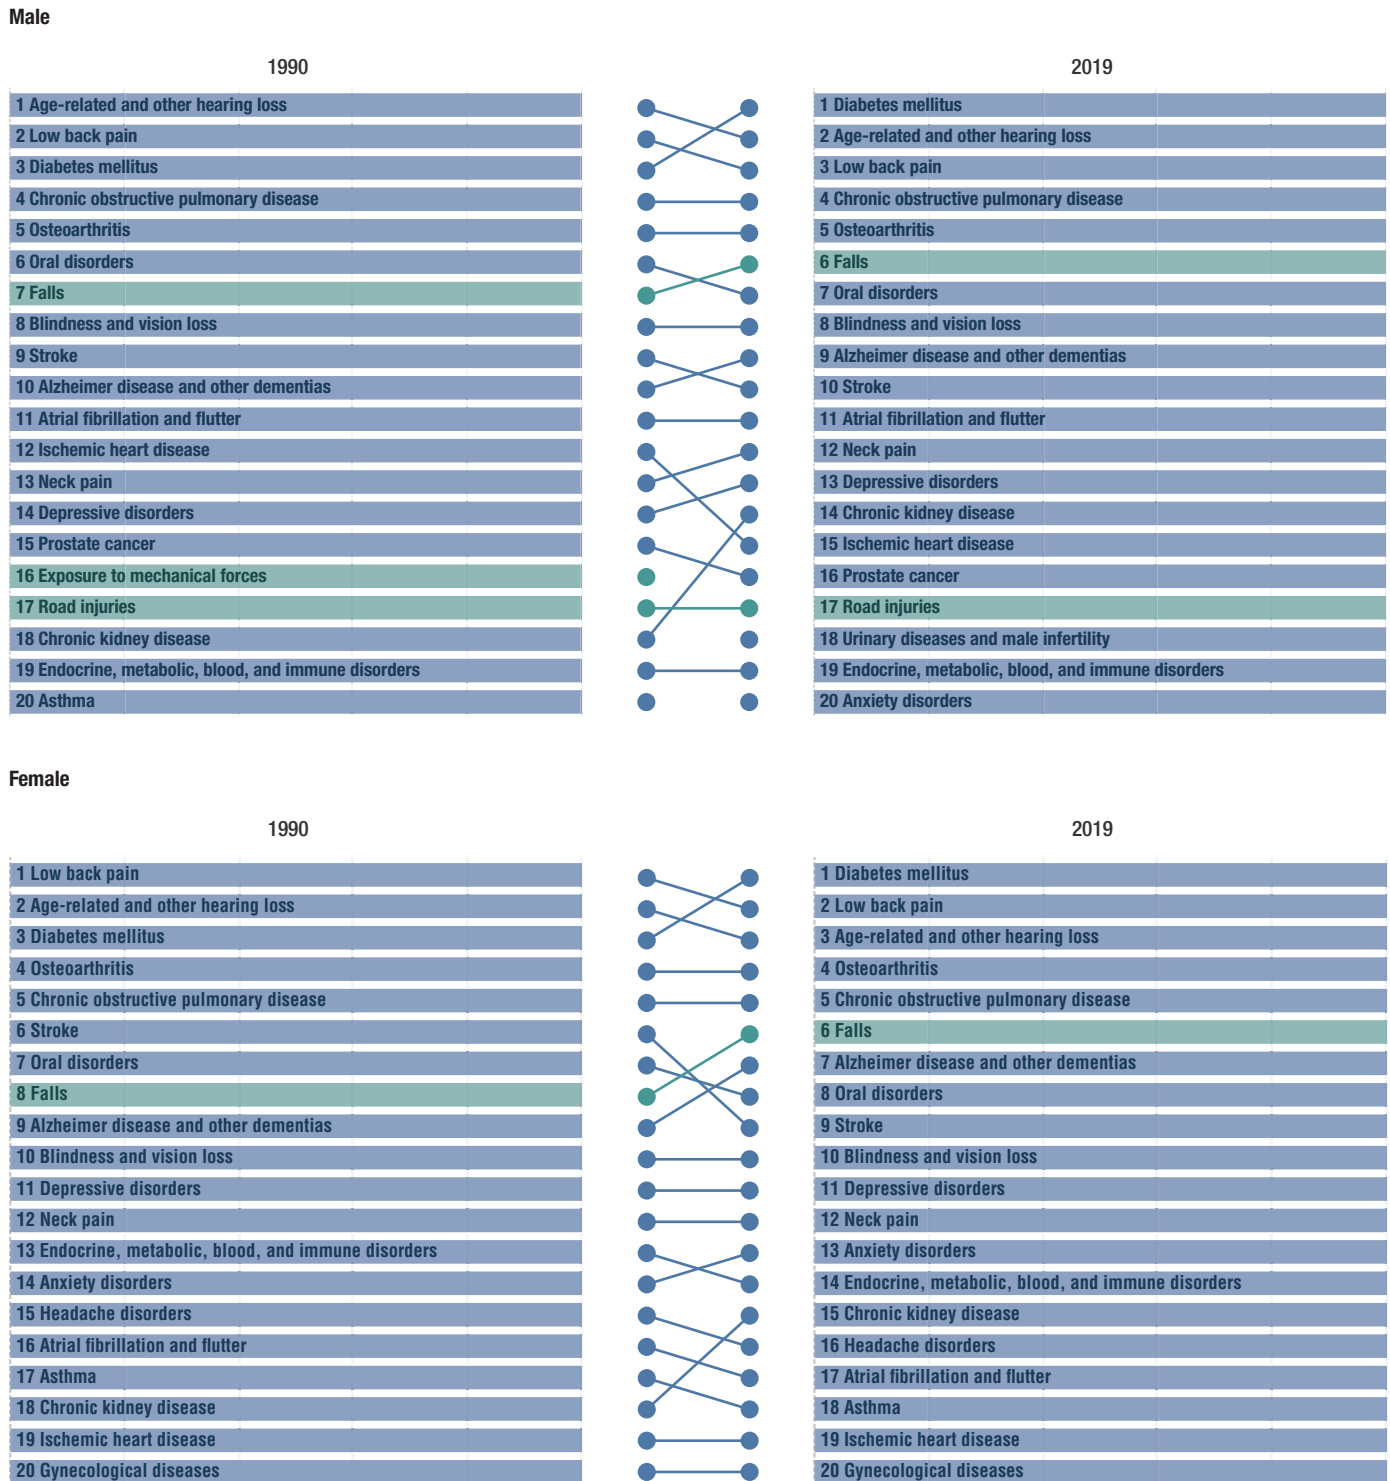 Male
1990
2019
1 Age-related and other hearing loss
2 Low back pain
3 Diabetes mellitus
4 Chronic obstructive pulmonary disease
5 Osteoarthritis
6 Oral disorders
7 Falls
8 Blindness and vision loss
9 Stroke
10 Alzheimer disease and other dementias
11 Atrial fibrillation and flutter
12 Ischemic heart disease
13 Neck pain
14 Depressive disorders
15 Prostate cancer
16 Exposure to mechanical forces
17 Road injuries
18 Chronic kidney disease
19 Endocrine, metabolic, blood, and immune disorders
20 Asthma
1 Diabetes mellitus
2 Age-related and other hearing loss
3 Low back pain
4 Chronic obstructive pulmonary disease
5 Osteoarthritis
6 Falls
7 Oral disorders
8 Blindness and vision loss
9 Alzheimer disease and other dementias
10 Stroke
11 Atrial fibrillation and flutter
12 Neck pain
13 Depressive disorders
14 Chronic kidney disease
15 Ischemic heart disease
16 Prostate cancer
17 Road injuries
18 Urinary diseases and male infertility
19 Endocrine, metabolic, blood, and immune disorders
20 Anxiety disorders
Female
1990
2019
1 Low back pain
2 Age-related and other hearing loss
3 Diabetes mellitus
4 Osteoarthritis
5 Chronic obstructive pulmonary disease
6 Stroke
7 Oral disorders
8 Falls
9 Alzheimer disease and other dementias
10 Blindness and vision loss
11 Depressive disorders
12 Neck pain
13 Endocrine, metabolic, blood, and immune disorders
14 Anxiety disorders
15 Headache disorders
16 Atrial fibrillation and flutter
17 Asthma
18 Chronic kidney disease
19 Ischemic heart disease
20 Gynecological diseases
1 Diabetes mellitus
2 Low back pain
3 Age-related and other hearing loss
4 Osteoarthritis
5 Chronic obstructive pulmonary disease
6 Falls
7 Alzheimer disease and other dementias
8 Oral disorders
9 Stroke
10 Blindness and vision loss
11 Depressive disorders
12 Neck pain
13 Anxiety disorders
14 Endocrine, metabolic, blood, and immune disorders
15 Chronic kidney disease
16 Headache disorders
17 Atrial fibrillation and flutter
18 Asthma
19 Ischemic heart disease
20 Gynecological diseases